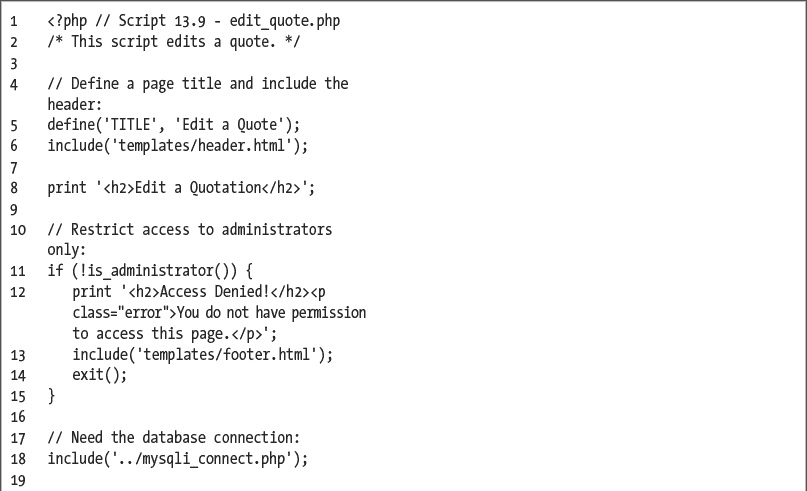 1 <?php // Script 13.9 - edit_quote.php
2 /* This script edits a quote. */
3
4 // Define a page title and include the
header:
5 define('TITLE', 'Edit a Quote');
6 include('templates/header.html');
7
8 print '<h2>Edit a Quotation</h2>';
9
10 // Restrict access to administrators
only:
11 if (!is_administrator()) {
12 print '<h2>Access Denied!</h2><p
class="error">You do not have permission
to access this page.</p>';
13 include('templates/footer.html');
14 exit();
15 }
16
17 // Need the database connection:
18 include('../mysqli_connect.php');
19